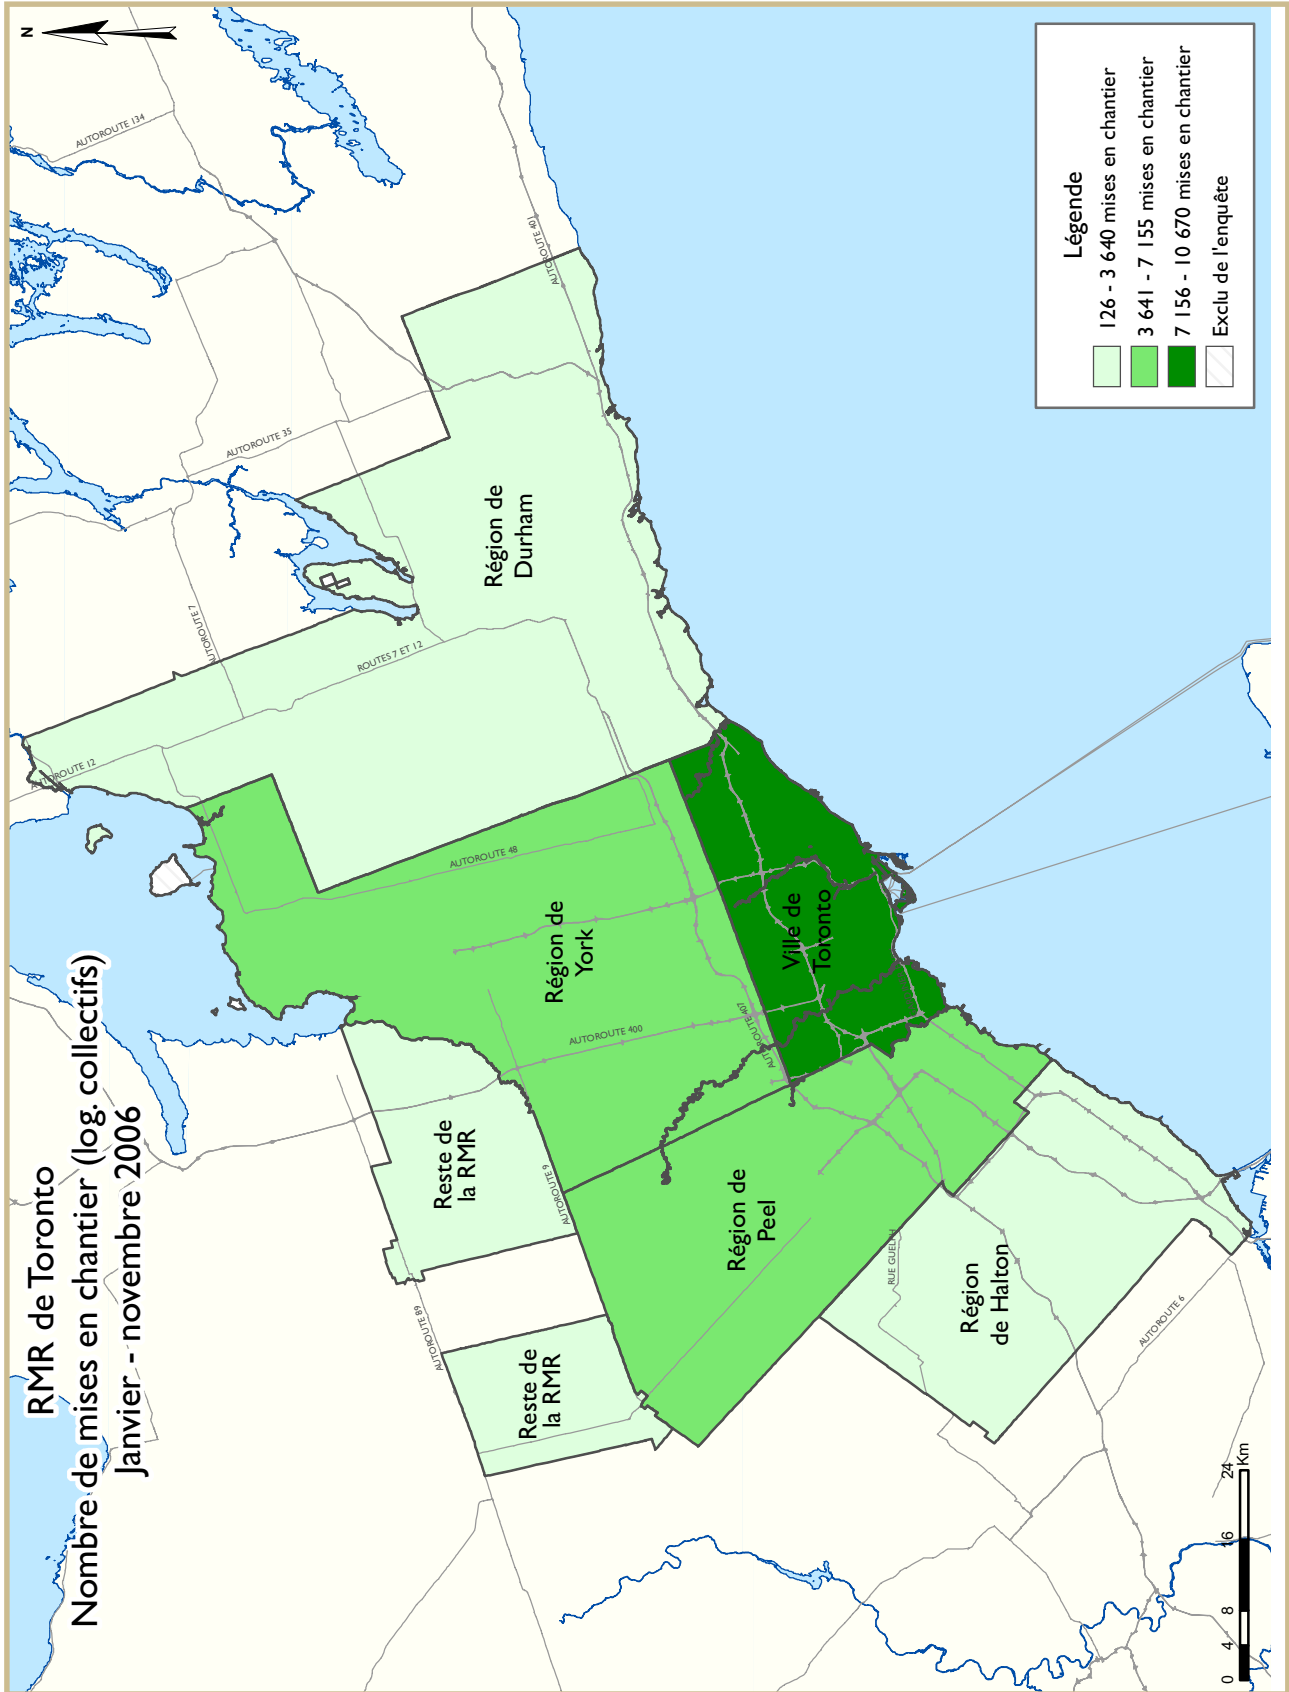 RMR de Toronto
Nombre de mises en chantier (log. collectifs)
Janvier - novembre 2006
N
AUTOROUTE 134
AUTOROUTE 401
AUTOROUTE 35
AUTOROUTE 7
ROUTES 7 ET 12
AUTOROUTE 12
Région de
Durham
AUTOROUTE 48
Région de
York
AUTOROUTE 400
AUTOROUTE 407
AUTOROUTE 407
Ville de
Toronto
Reste de
la RMR
AUTOROUTE 9
AUTOROUTE 89
Reste de
la RMR
Région de
Peel
RUE GUELPH
Région
de Halton
AUTOROUTE 6
Légende
126 - 3 640 mises en chantier
3 641 - 7 155 mises en chantier
7 156 - 10 670 mises en chantier
Exclu de l'enquête
0 4 8 16 24
Km